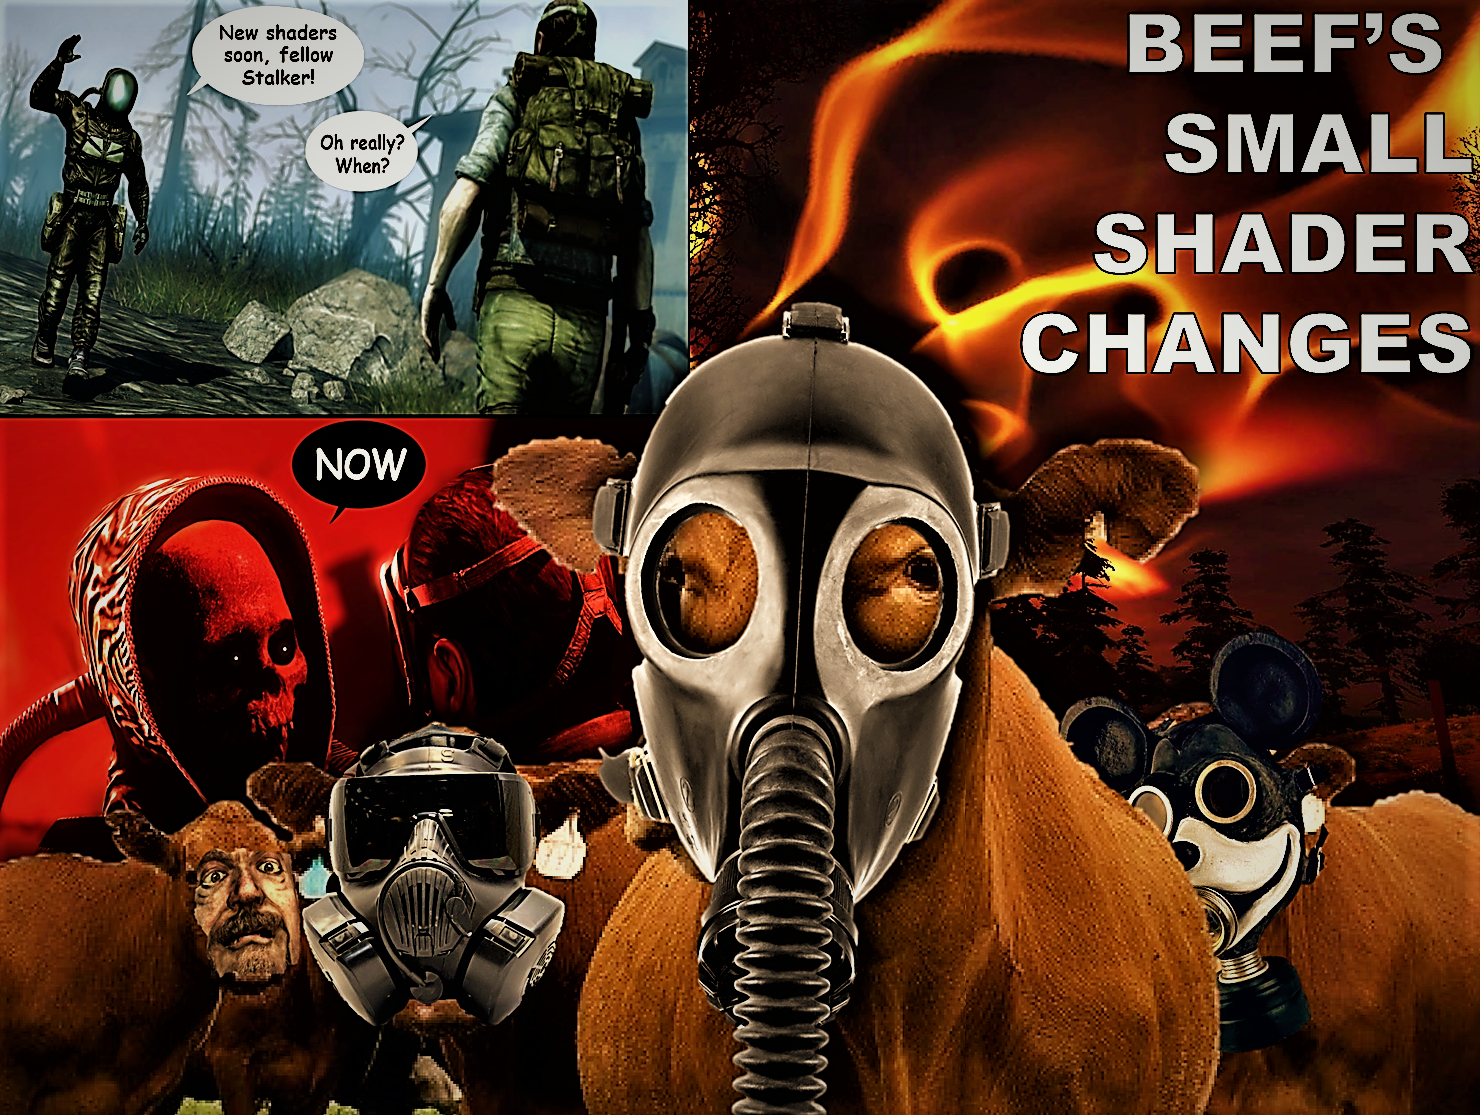 New shaders
soon, fellow
Stalker!
Oh really?
When?
NOW
BEEF'S
SMALL
SHADER
CHANGES